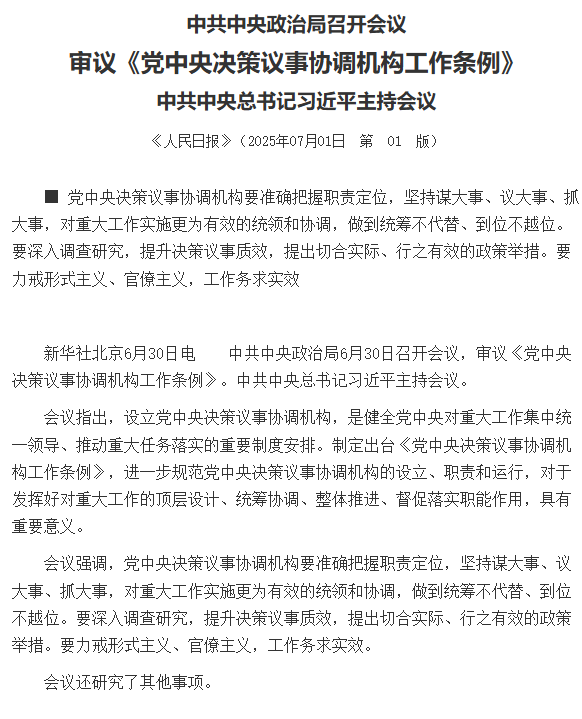 中共中央政治局召开会议
审议《党中央决策议事协调机构工作条例》
中共中央总书记习近平主持会议
《人民日报》（2025年07月01日　第　01　版）
■ 党中央决策议事协调机构要准确把握职责定位，坚持谋大事、议大事、抓
大事，对重大工作实施更为有效的统领和协调，做到统筹不代替、到位不越位。
要深入调查研究，提升决策议事质效，提出切合实际、行之有效的政策举措。要
力戒形式主义、官僚主义，工作务求实效
新华社北京6月30日电　　中共中央政治局6月30日召开会议，审议《党中央
决策议事协调机构工作条例》。中共中央总书记习近平主持会议。
会议指出，设立党中央决策议事协调机构，是健全党中央对重大工作集中统
一领导、推动重大任务落实的重要制度安排。制定出台《党中央决策议事协调机
构工作条例》，进一步规范党中央决策议事协调机构的设立、职责和运行，对于
发挥好对重大工作的顶层设计、统筹协调、整体推进、督促落实职能作用，具有
重要意义。
会议强调，党中央决策议事协调机构要准确把握职责定位，坚持谋大事、议
大事、抓大事，对重大工作实施更为有效的统领和协调，做到统筹不代替、到位
不越位。要深入调查研究，提升决策议事质效，提出切合实际、行之有效的政策
举措。要力戒形式主义、官僚主义，工作务求实效。
会议还研究了其他事项。